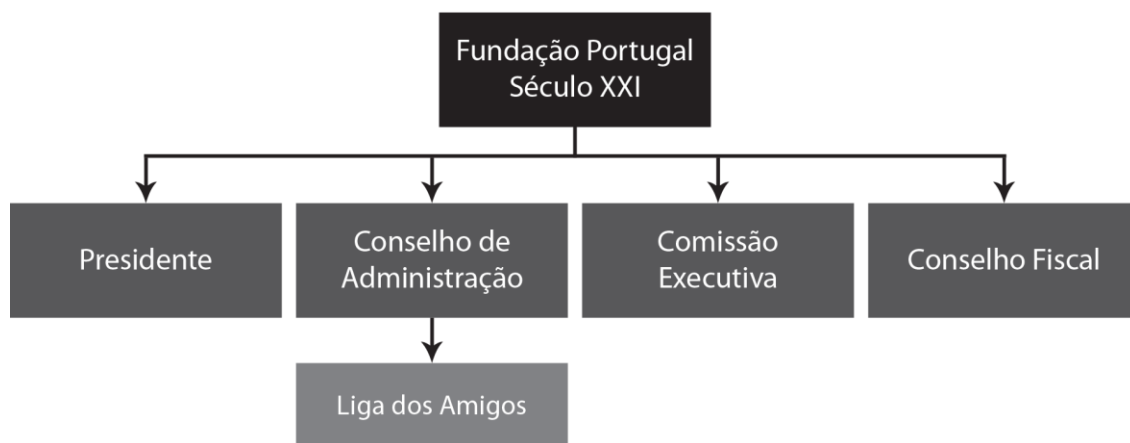 Fundação Portugal
Século XXI
Presidente
Conselho de
Administração
Comissão
Executiva
Conselho Fiscal
Liga dos Amigos